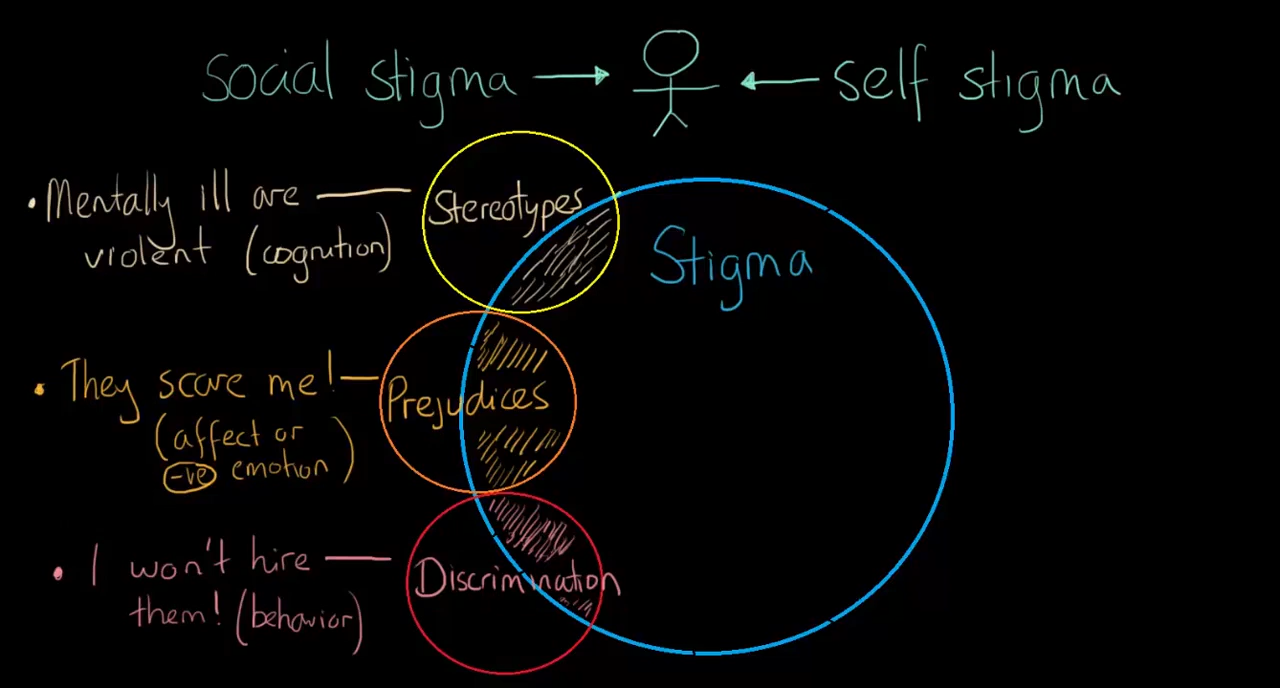 social stigma → ← self stigma
• Mentally ill are — Stereotypes
violent (cognition)
Stigma
• They scare me! — Prejudices
(affect or
-ve emotion)
• I won't hire — Discrimination
them! (behavior)